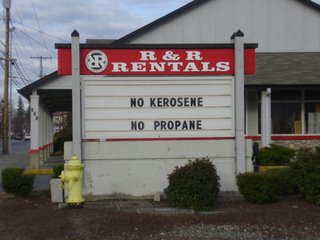 R&R
R & R
RENTALS
NO KEROSENE
NO PROPANE